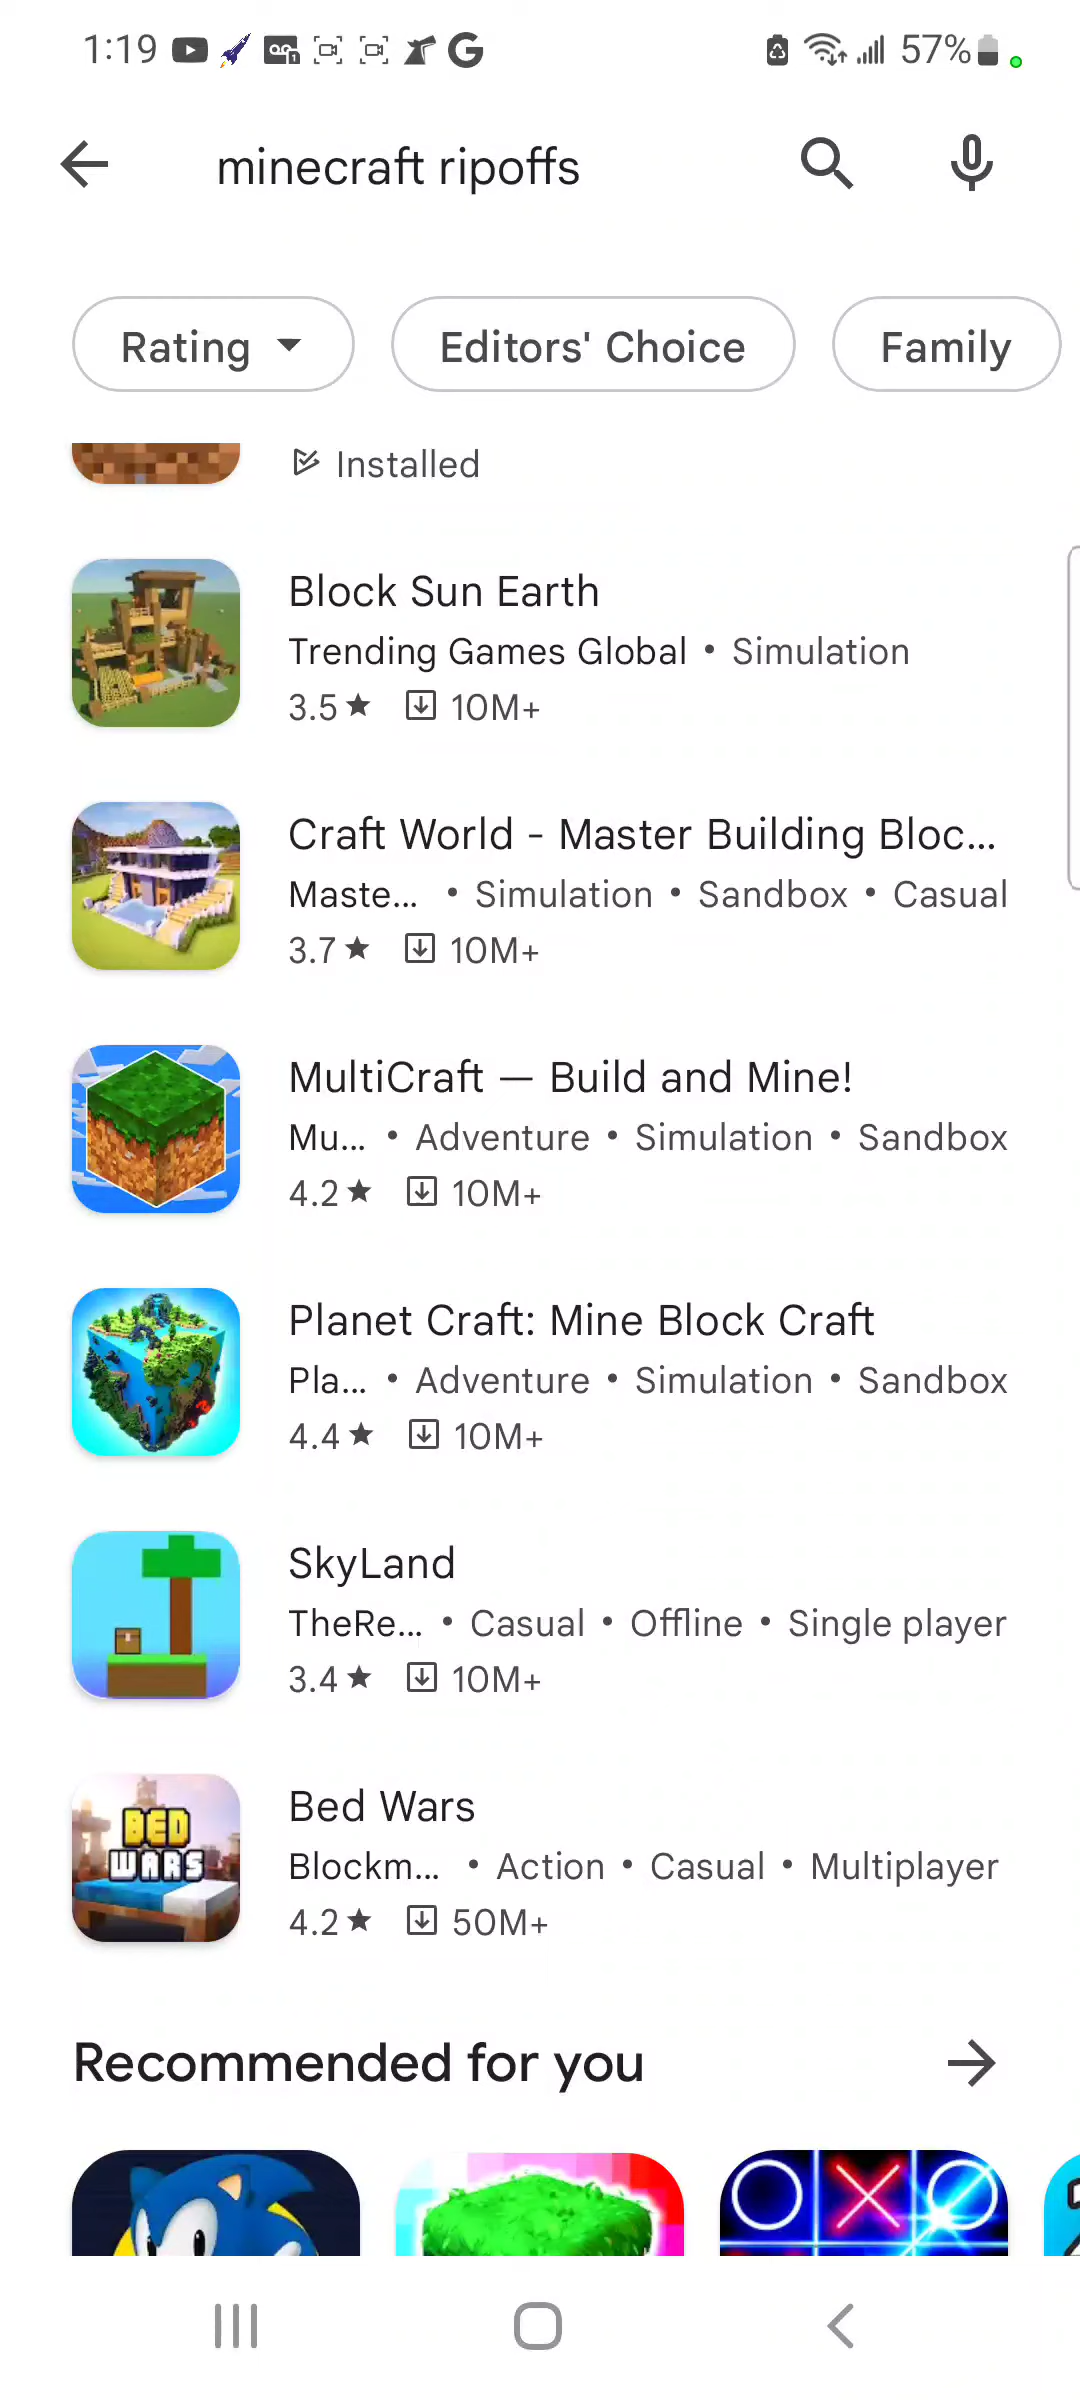 1:19
57%
minecraft ripoffs
Rating
Editors' Choice
Family
Installed
Block Sun Earth
Trending Games Global • Simulation
3.5★ 10M+
Craft World - Master Building Bloc...
Maste... • Simulation • Sandbox • Casual
3.7★ 10M+
MultiCraft — Build and Mine!
Mu... • Adventure • Simulation • Sandbox
4.2★ 10M+
Planet Craft: Mine Block Craft
Pla... • Adventure • Simulation • Sandbox
4.4★ 10M+
SkyLand
TheRe... • Casual • Offline • Single player
3.4★ 10M+
BED
WARS
Bed Wars
Blockm... • Action • Casual • Multiplayer
4.2★ 50M+
Recommended for you